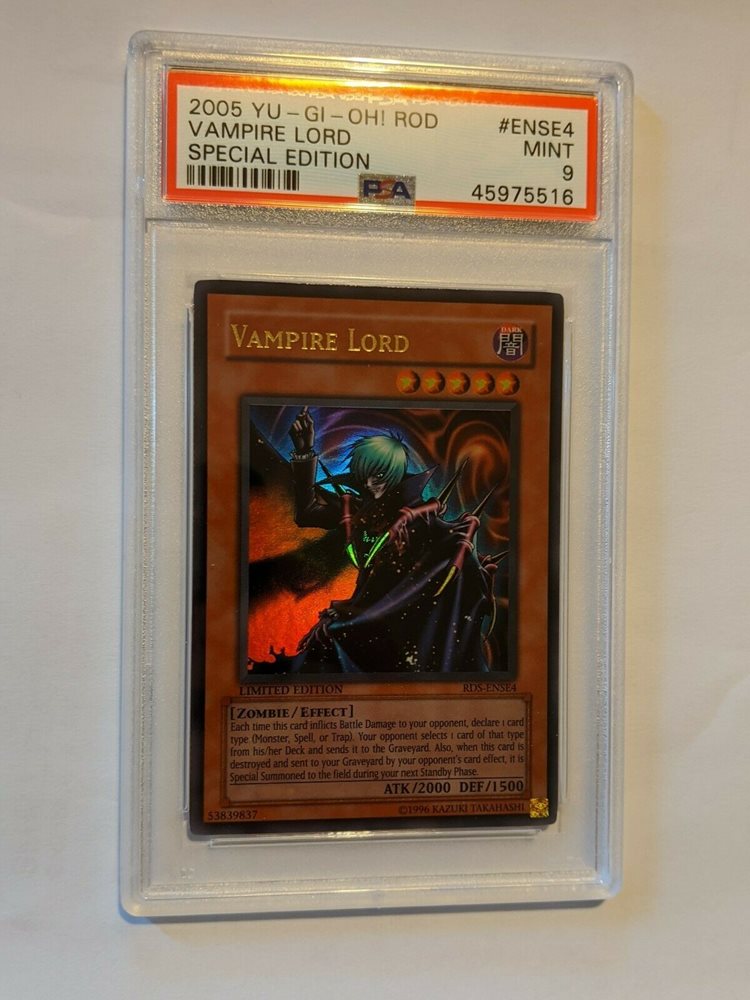 2005 YU-GI-OH! ROD #ENSE4
VAMPIRE LORD MINT
SPECIAL EDITION 9
PSA 45975516
VAMPIRE LORD
DARK
闇
LIMITED EDITION RDS-ENSE4
[ZOMBIE/EFFECT]
Each time this card inflicts Battle Damage to your opponent, declare 1 card
type (Monster, Spell, or Trap). Your opponent selects 1 card of that type
from his/her Deck and sends it to the Graveyard. Also, when this card is
destroyed and sent to your Graveyard by your opponent's card effect, it is
Special Summoned to the field during your next Standby Phase.
ATK/2000 DEF/1500
53839837 ©1996 KAZUKI TAKAHASHI